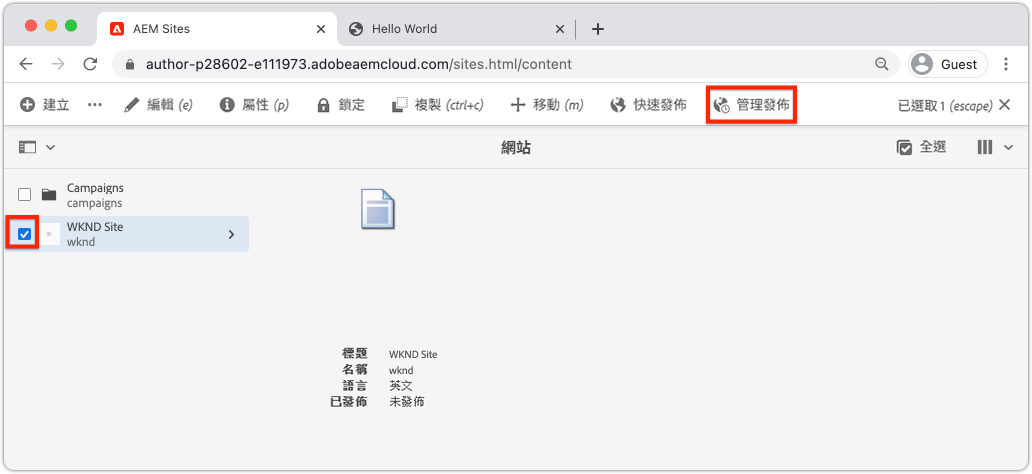 AEM Sites
Hello World
author-p28602-e111973.adobeaemcloud.com/sites.html/content
Guest
建立 ••• 編輯 (e) 屬性 (p) 鎖定 複製 (ctrl+c) 移動 (m) 快速發佈 管理發佈 已選取 1 (escape)
網站
全選
Campaigns
campaigns
WKND Site
wknd
標題 WKND Site
名稱 wknd
語言 英文
已發佈 未發佈